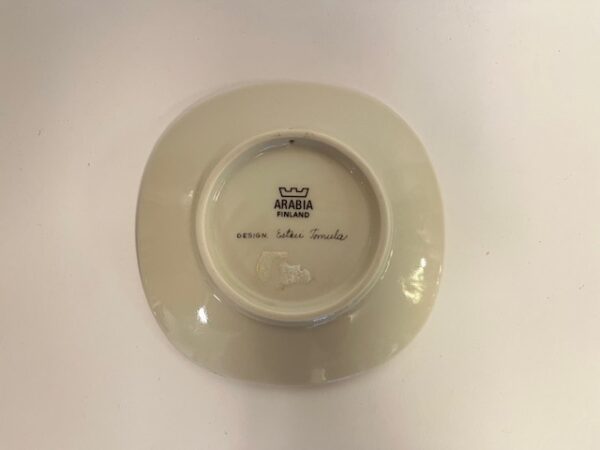 ARABIA
FINLAND
DESIGN. Esteri Tomula